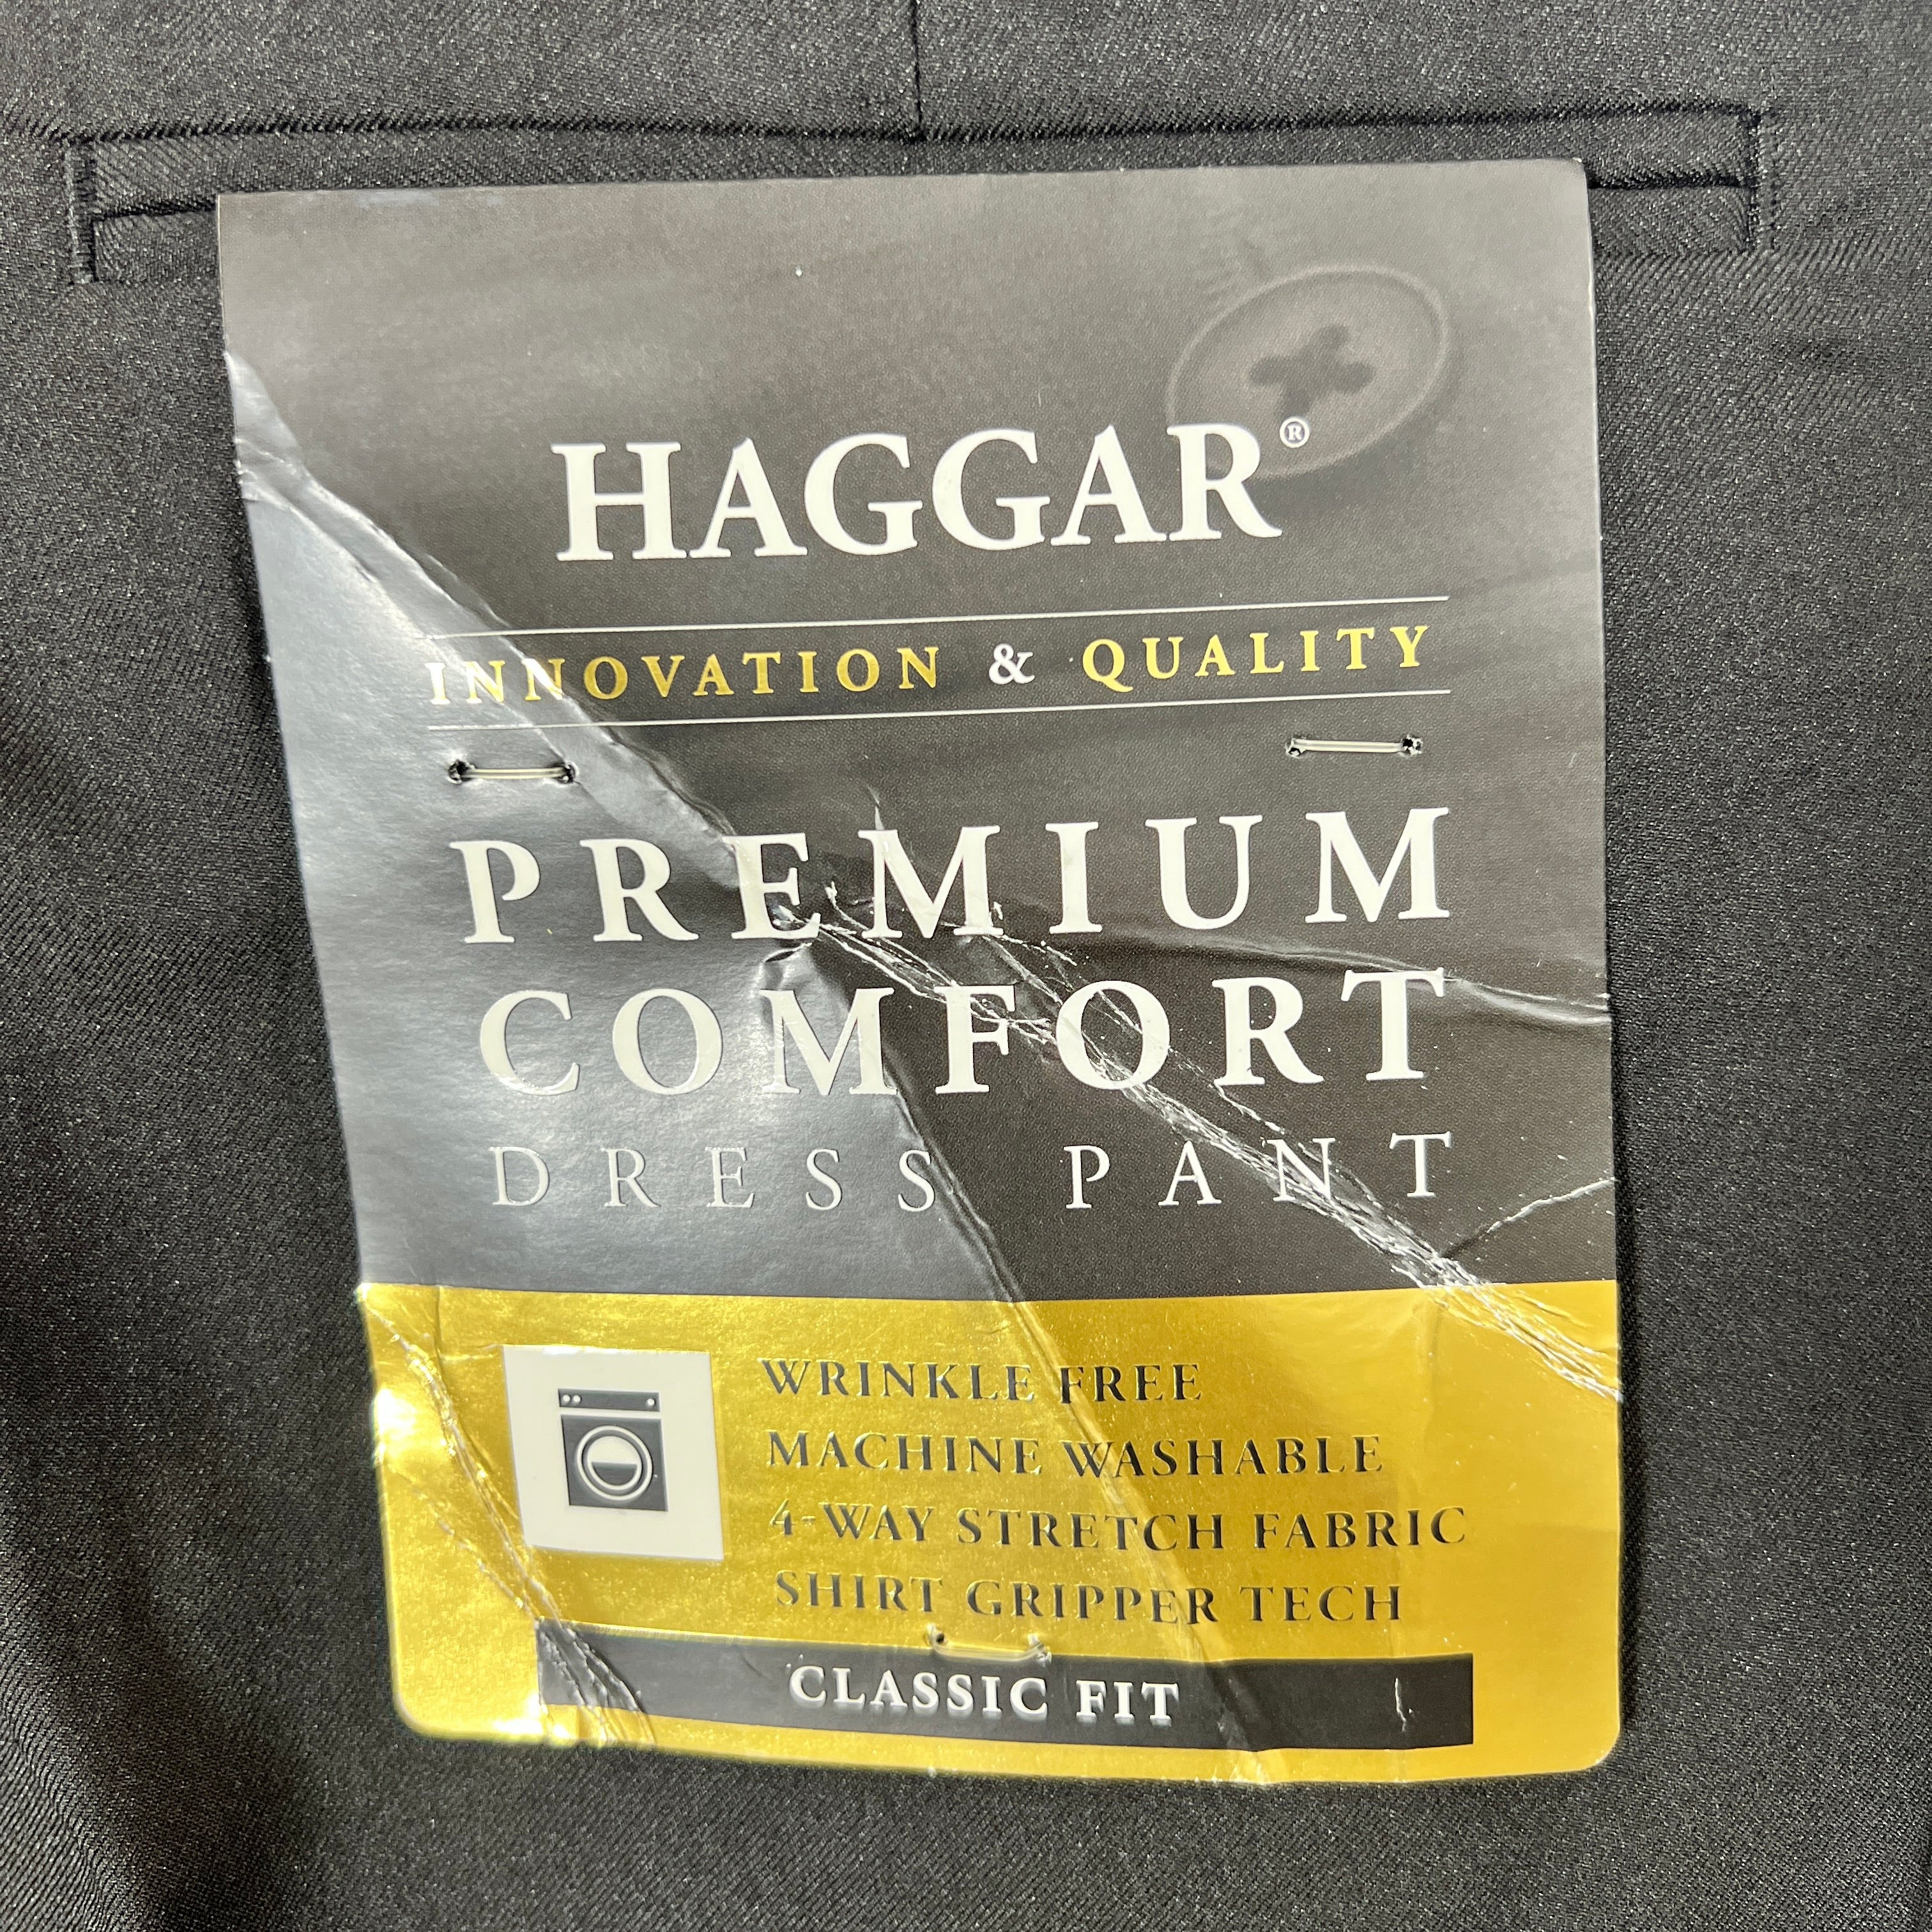 HAGGAR®
INNOVATION & QUALITY
PREMIUM
COMFORT
DRESS PANT
WRINKLE FREE
MACHINE WASHABLE
4-WAY STRETCH FABRIC
SHIRT GRIPPER TECH
CLASSIC FIT